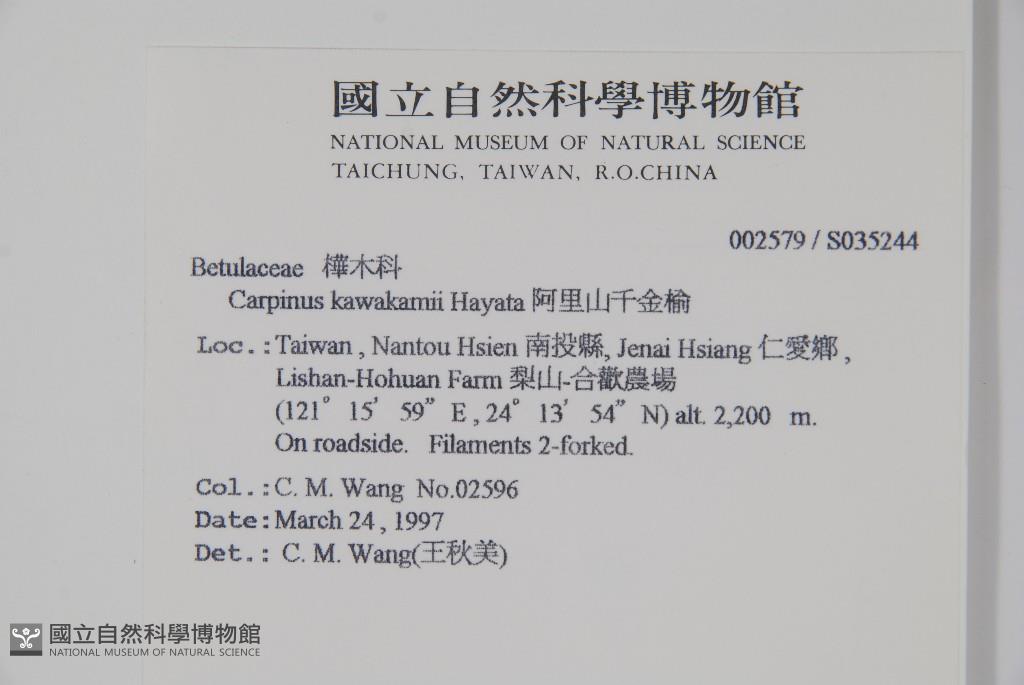 國立自然科學博物館
NATIONAL MUSEUM OF NATURAL SCIENCE
TAICHUNG, TAIWAN, R.O.CHINA
002579 / S035244
Betulaceae 樺木科
Carpinus kawakamii Hayata 阿里山千金榆
Loc.: Taiwan , Nantou Hsien 南投縣, Jenai Hsiang 仁愛鄉 ,
Lishan-Hohuan Farm 梨山-合歡農場
(121° 15′ 59” E , 24° 13′ 54” N) alt. 2,200 m.
On roadside. Filaments 2-forked.
Col.: C. M. Wang No.02596
Date: March 24 , 1997
Det.: C. M. Wang(王秋美)
國立自然科學博物館
NATIONAL MUSEUM OF NATURAL SCIENCE